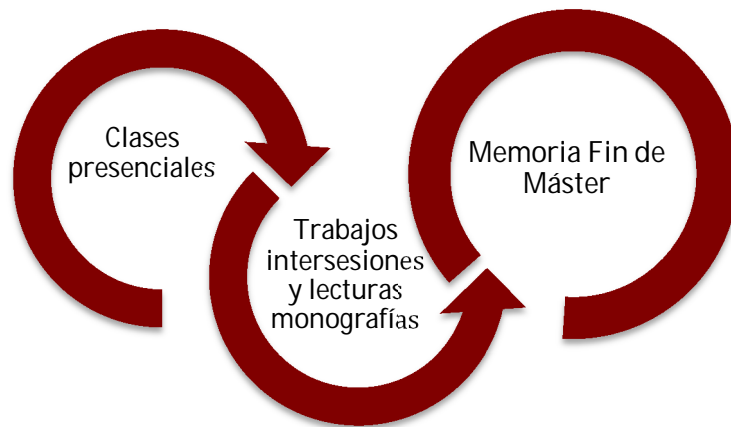 Clases
presenciales
Trabajos
intersesiones
y lecturas
monografías
Memoria Fin de
Máster